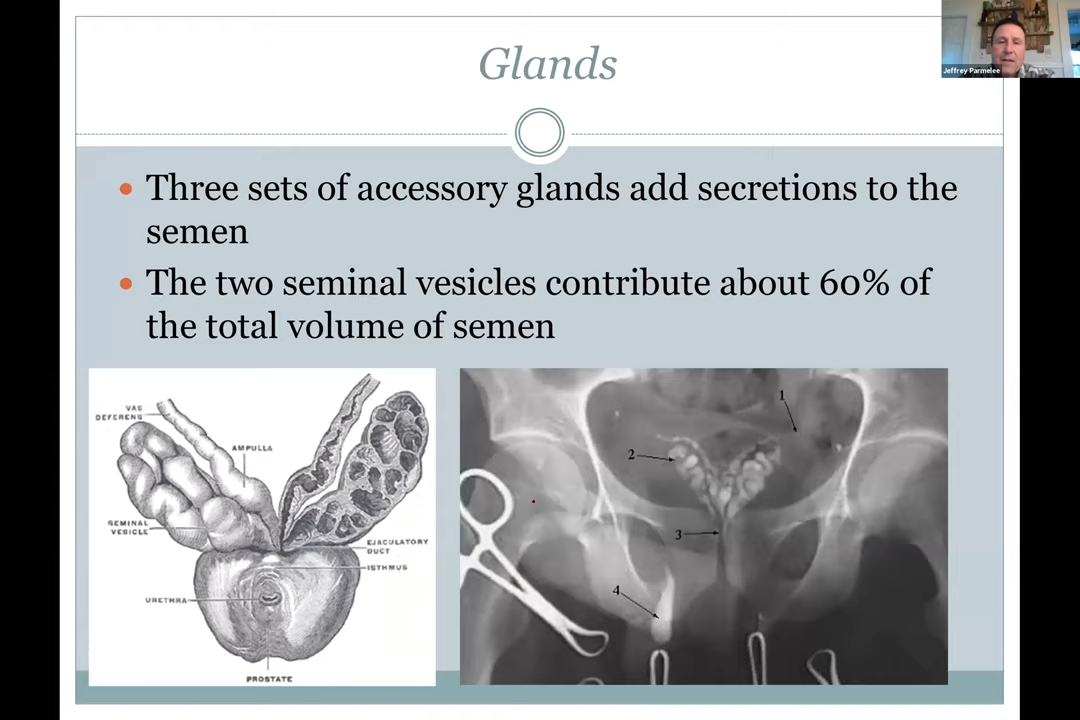 Glands
Jeffrey Parmelee
Three sets of accessory glands add secretions to the
semen
The two seminal vesicles contribute about 60% of
the total volume of semen
VAS
DEFERENS
AMPULLA
SEMINAL
VESICLE
EJACULATORY
DUCT
ISTHMUS
URETHRA
PROSTATE
1
2
3
4